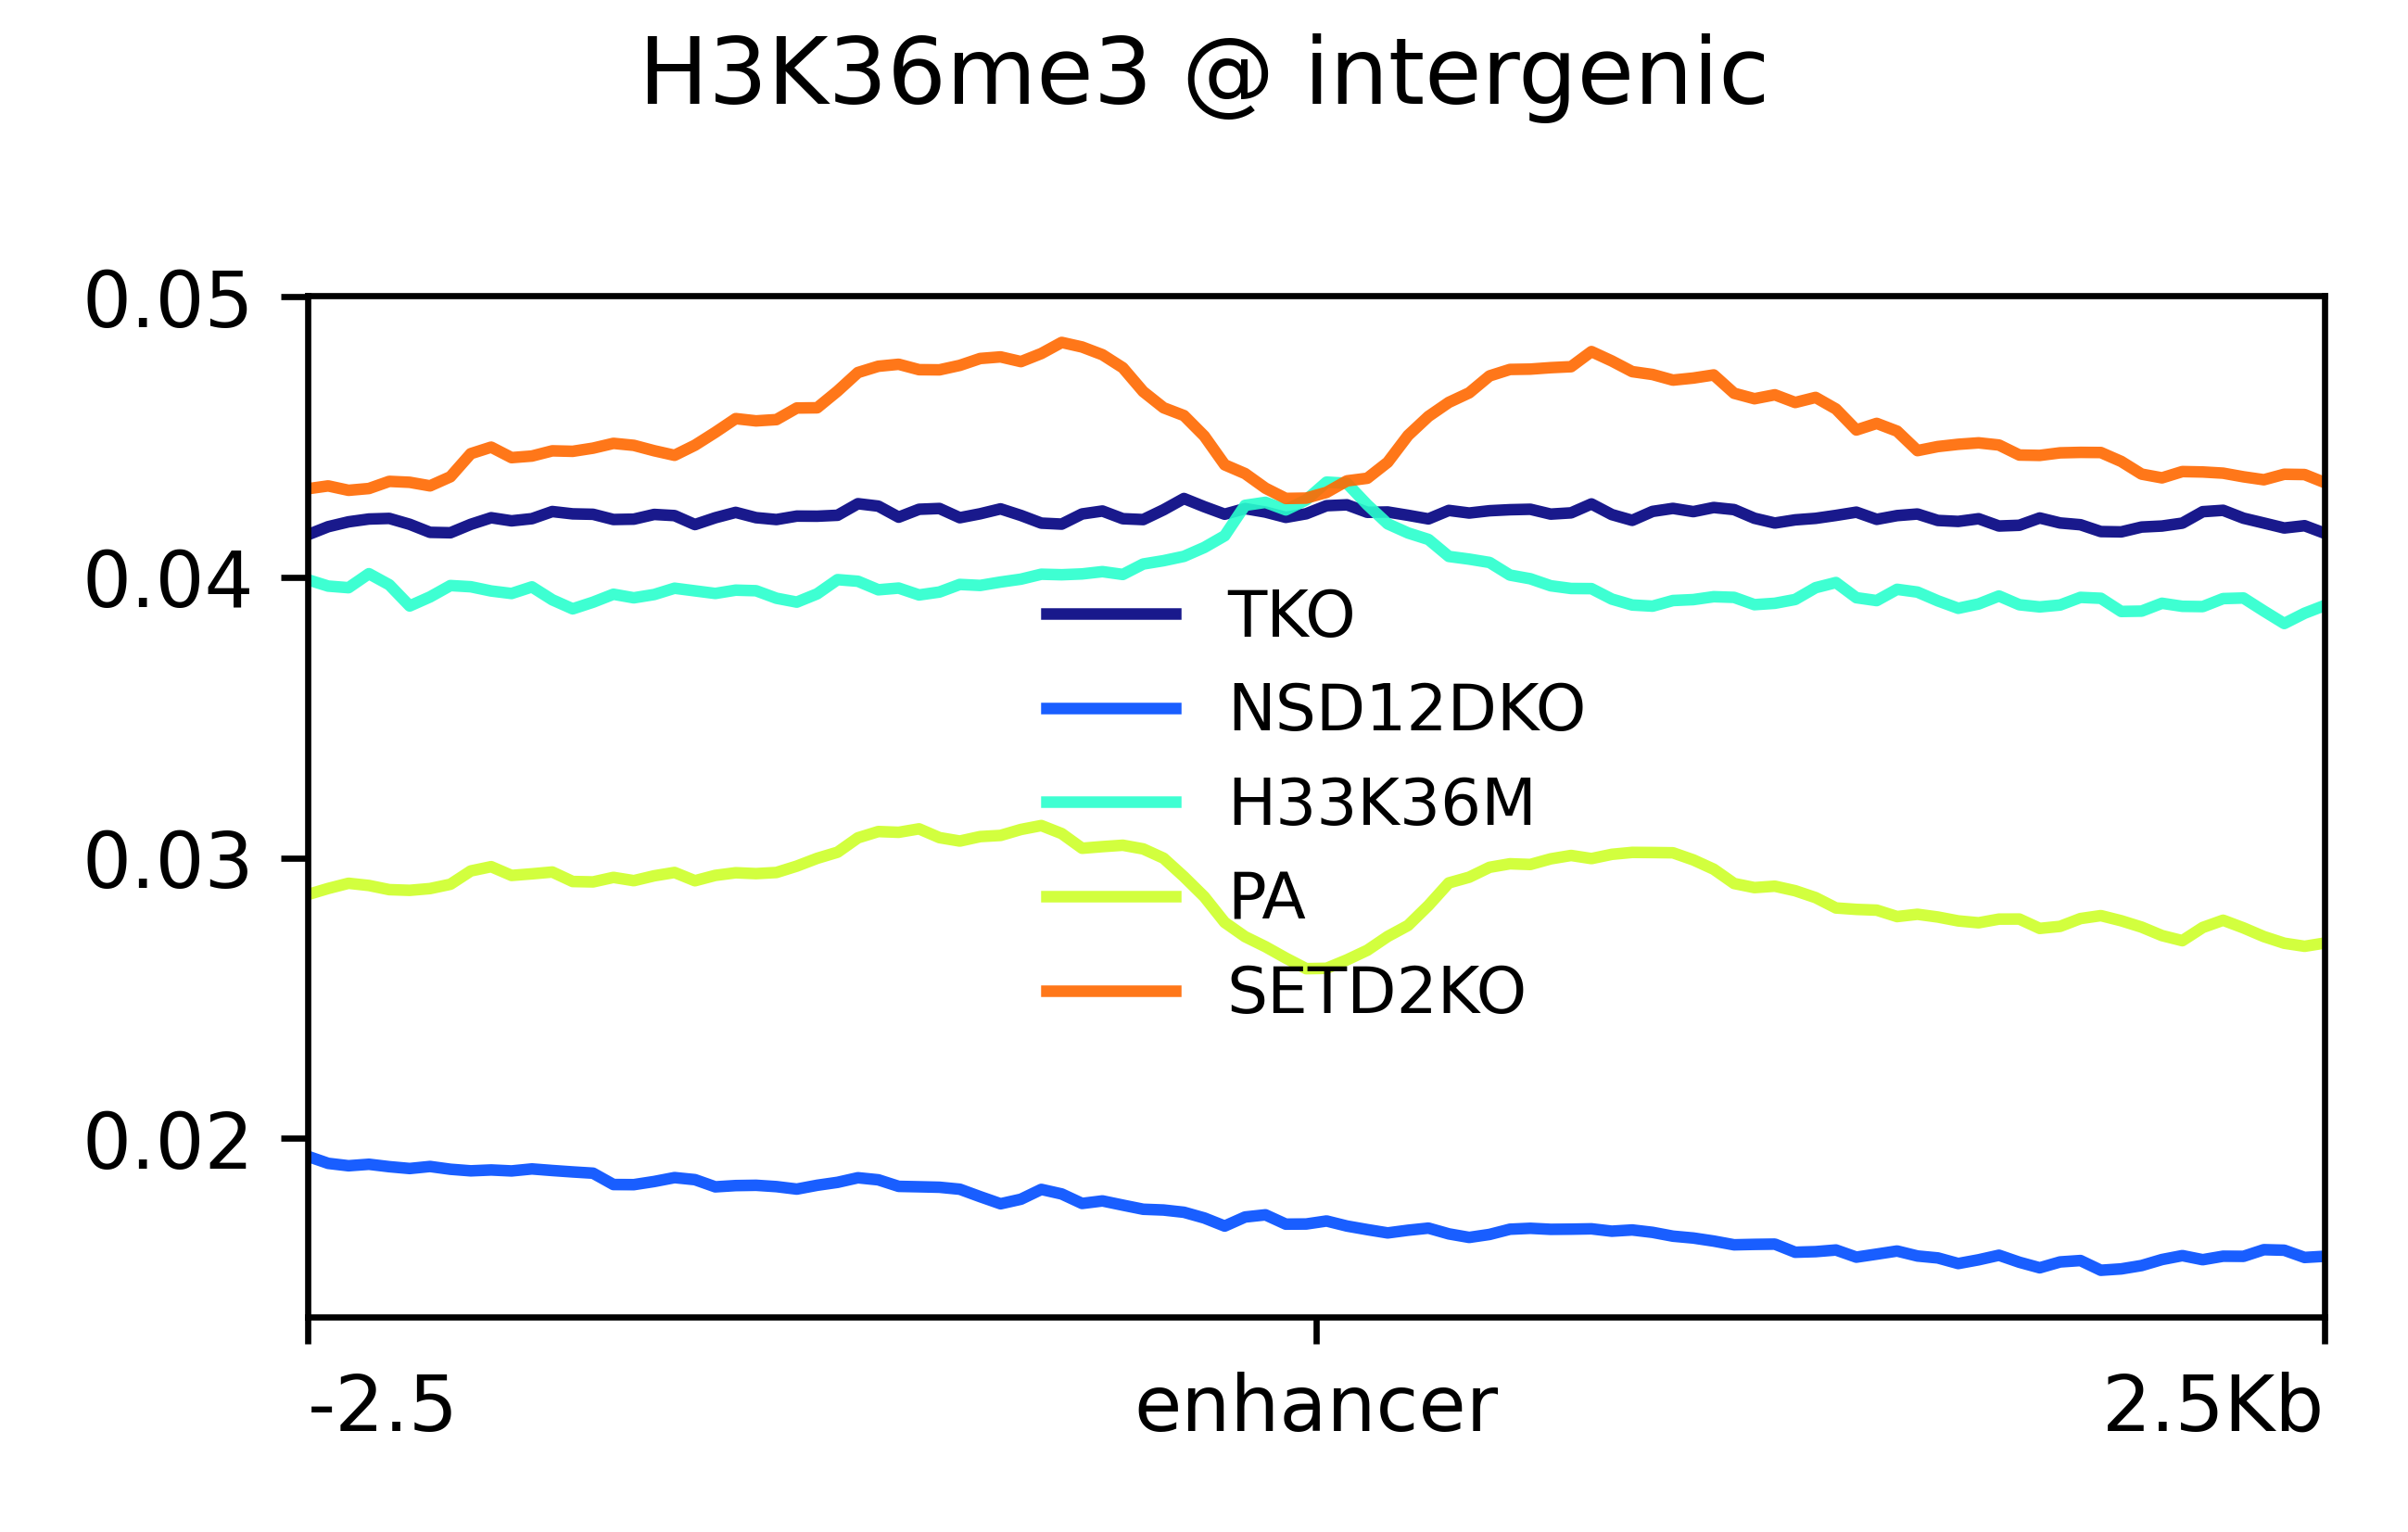 H3K36me3 @ intergenic
0.05
0.04
0.03
0.02
TKO
NSD12DKO
H33K36M
PA
SETD2KO
-2.5
enhancer
2.5Kb